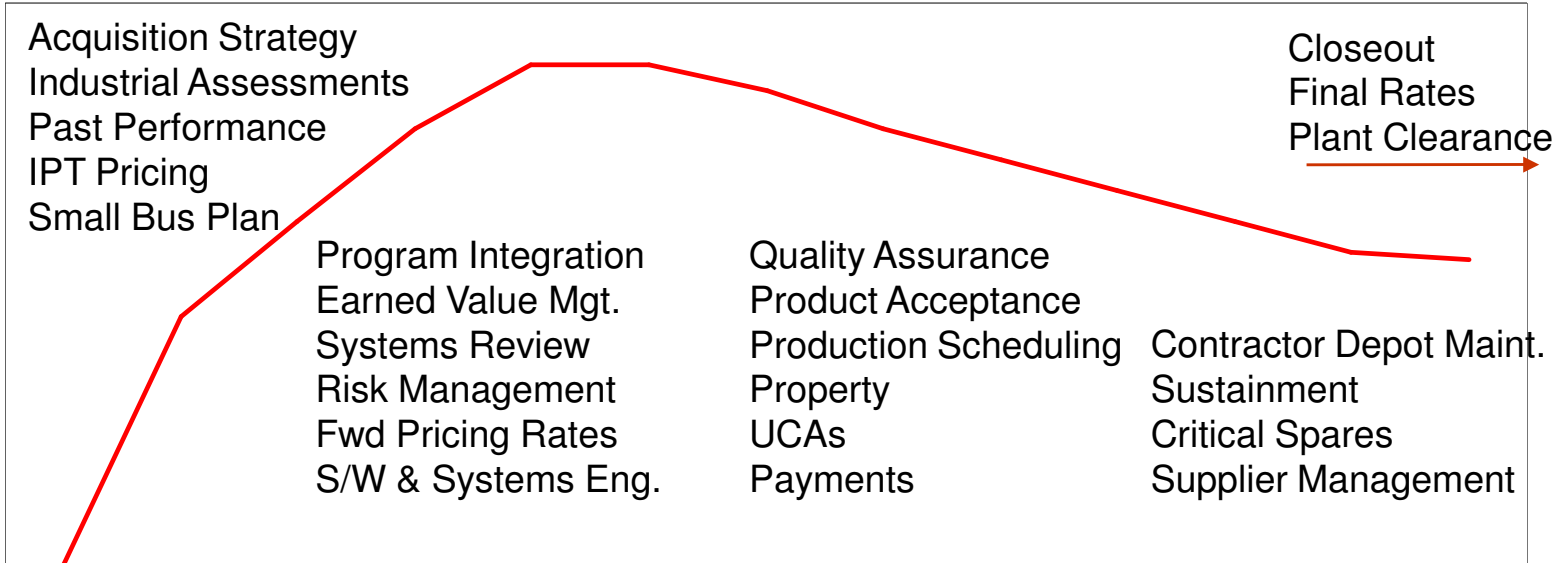 Acquisition Strategy
Industrial Assessments
Past Performance
IPT Pricing
Small Bus Plan
Program Integration
Earned Value Mgt.
Systems Review
Risk Management
Fwd Pricing Rates
S/W & Systems Eng.
Quality Assurance
Product Acceptance
Production Scheduling
Property
UCAs
Payments
Contractor Depot Maint.
Sustainment
Critical Spares
Supplier Management
Closeout
Final Rates
Plant Clearance